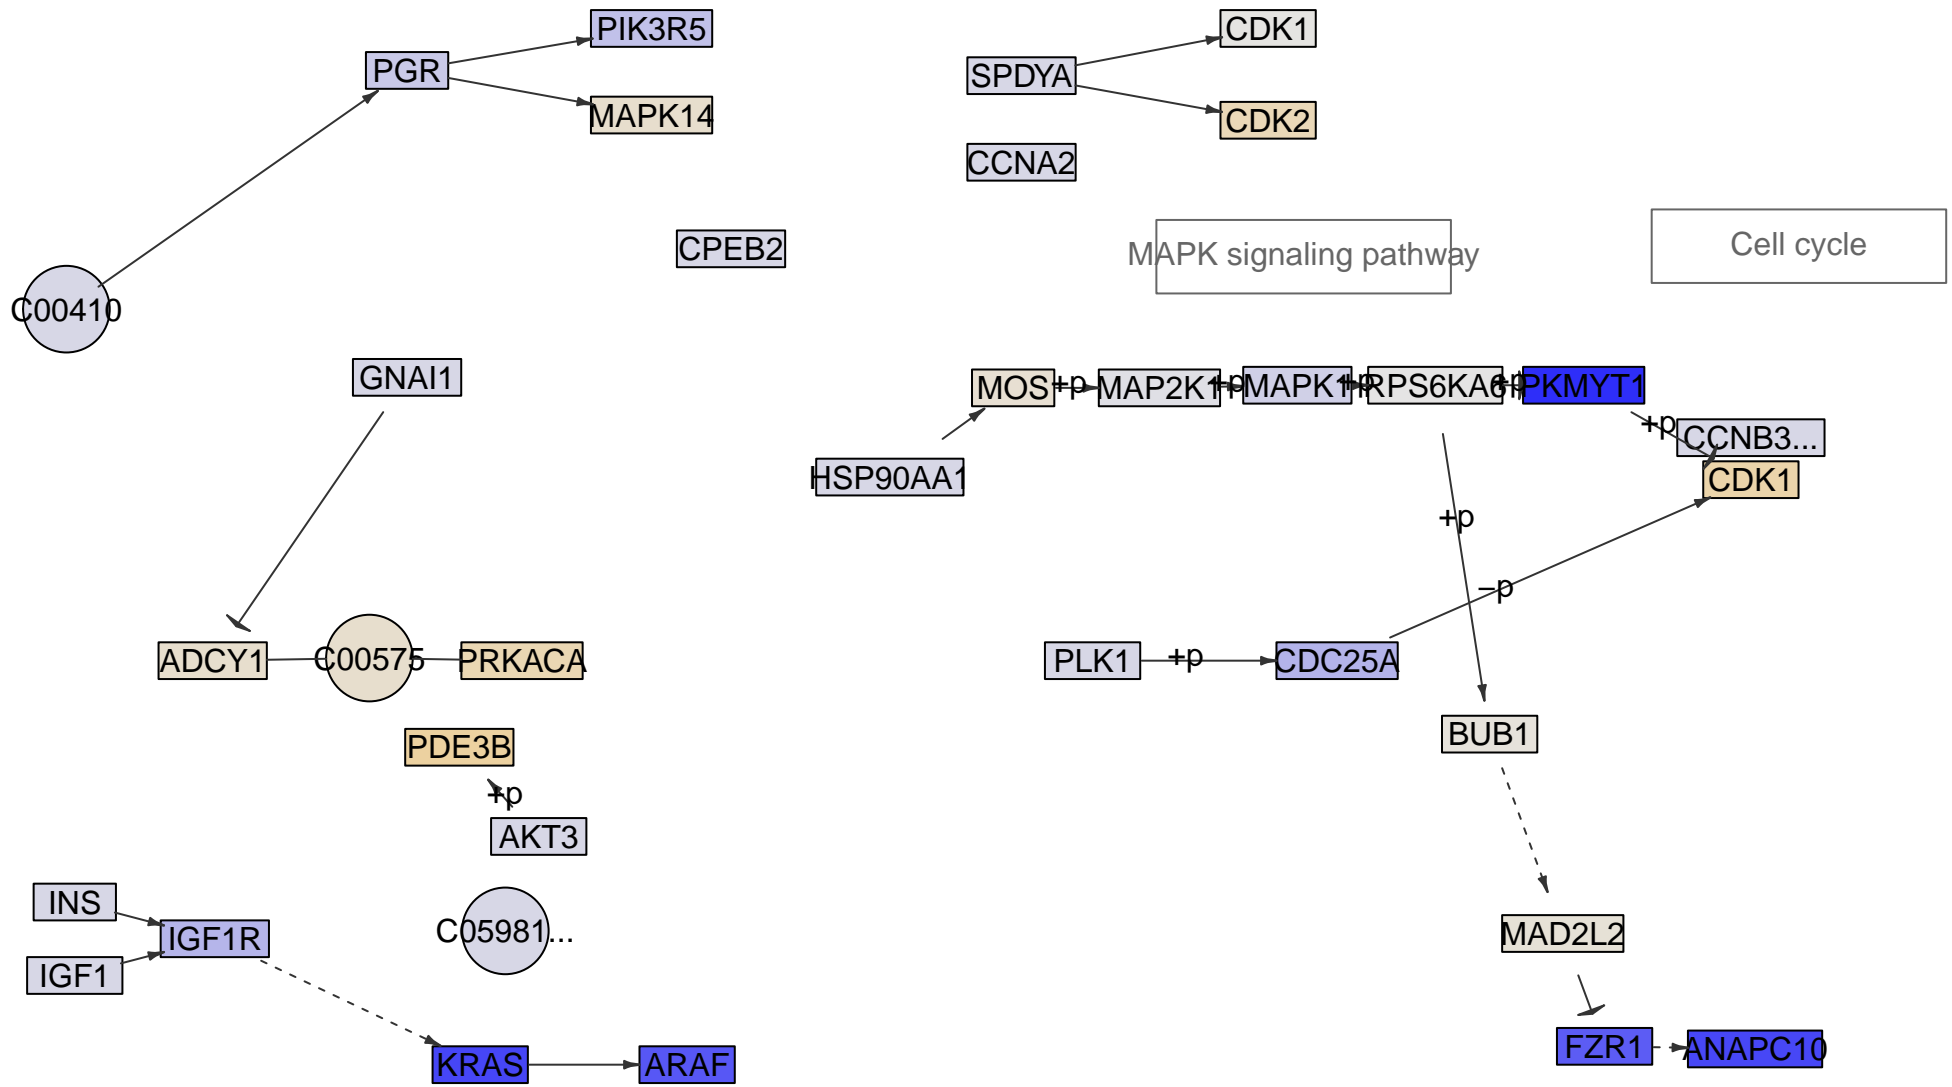 PIK3R5
CDK1
PGR
SPDYA
MAPK14
CDK2
CCNA2
CPEB2
MAPK signaling pathway
Cell cycle
C00410
GNAI1
MOS
+p
MAP2K1
+p
MAPK1
+p
RPS6KA6
+p
PKMYT1
+p
CCNB3...
HSP90AA1
CDK1
+p
−p
ADCY1
C00575
PRKACA
PLK1
+p
CDC25A
PDE3B
BUB1
+p
AKT3
INS
IGF1R
C05981...
MAD2L2
IGF1
KRAS
ARAF
FZR1
ANAPC10